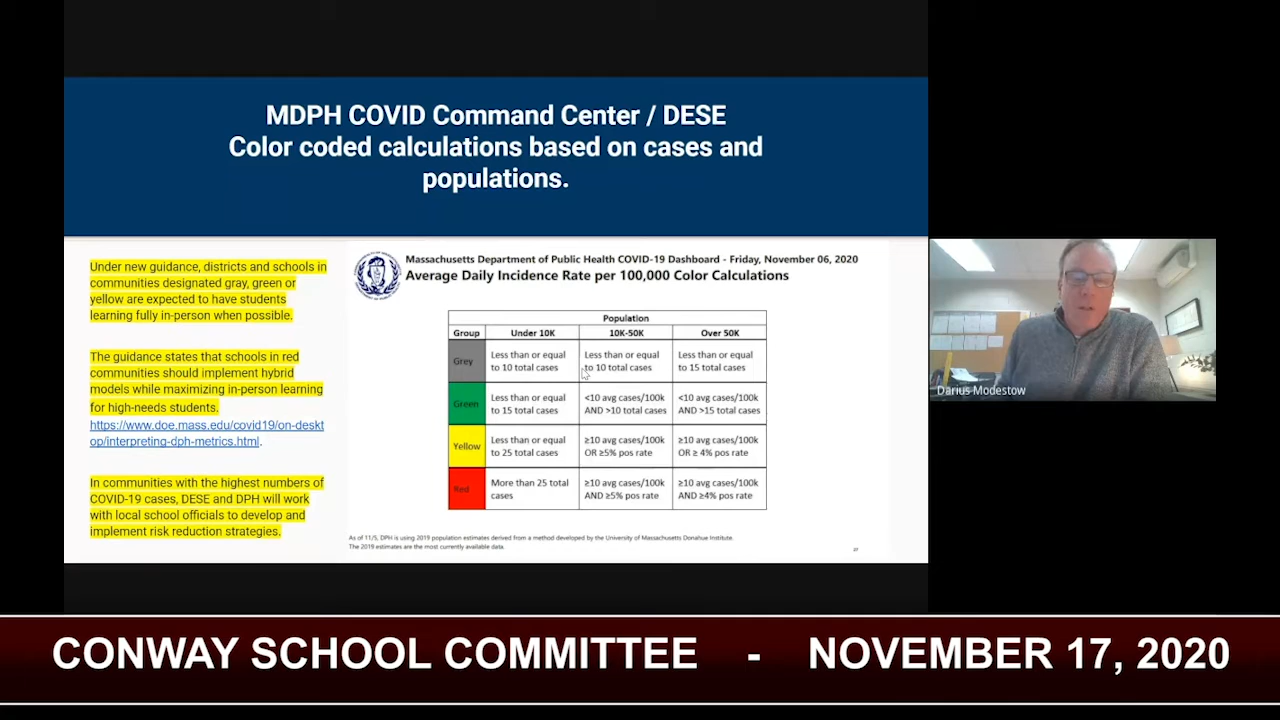 MDPH COVID Command Center / DESE
Color coded calculations based on cases and
populations.
Under new guidance, districts and schools in
communities designated gray, green or
yellow are expected to have students
learning fully in-person when possible.
The guidance states that schools in red
communities should implement hybrid
models while maximizing in-person learning
for high-needs students.
https://www.doe.mass.edu/covid19/on-deskt
op/interpreting-dph-metrics.html.
In communities with the highest numbers of
COVID-19 cases, DESE and DPH will work
with local school officials to develop and
implement risk reduction strategies.
Massachusetts Department of Public Health COVID-19 Dashboard - Friday, November 06, 2020
Average Daily Incidence Rate per 100,000 Color Calculations
Population
Group Under 10K 10K-50K Over 50K
Grey
Less than or equal
to 10 total cases
Less than or equal
to 10 total cases
Less than or equal
to 15 total cases
Green
Less than or equal
to 15 total cases
<10 avg cases/100k
AND >10 total cases
<10 avg cases/100k
AND >15 total cases
Yellow
Less than or equal
to 25 total cases
≥10 avg cases/100k
OR ≥5% pos rate
≥10 avg cases/100k
OR ≥ 4% pos rate
Red
More than 25 total
cases
≥10 avg cases/100k
AND ≥5% pos rate
≥10 avg cases/100k
AND ≥4% pos rate
As of 11/5, DPH is using 2019 population estimates derived from a method developed by the University of Massachusetts Donahue Institute.
The 2019 estimates are the most currently available data.
Darius Modestow
CONWAY SCHOOL COMMITTEE - NOVEMBER 17, 2020